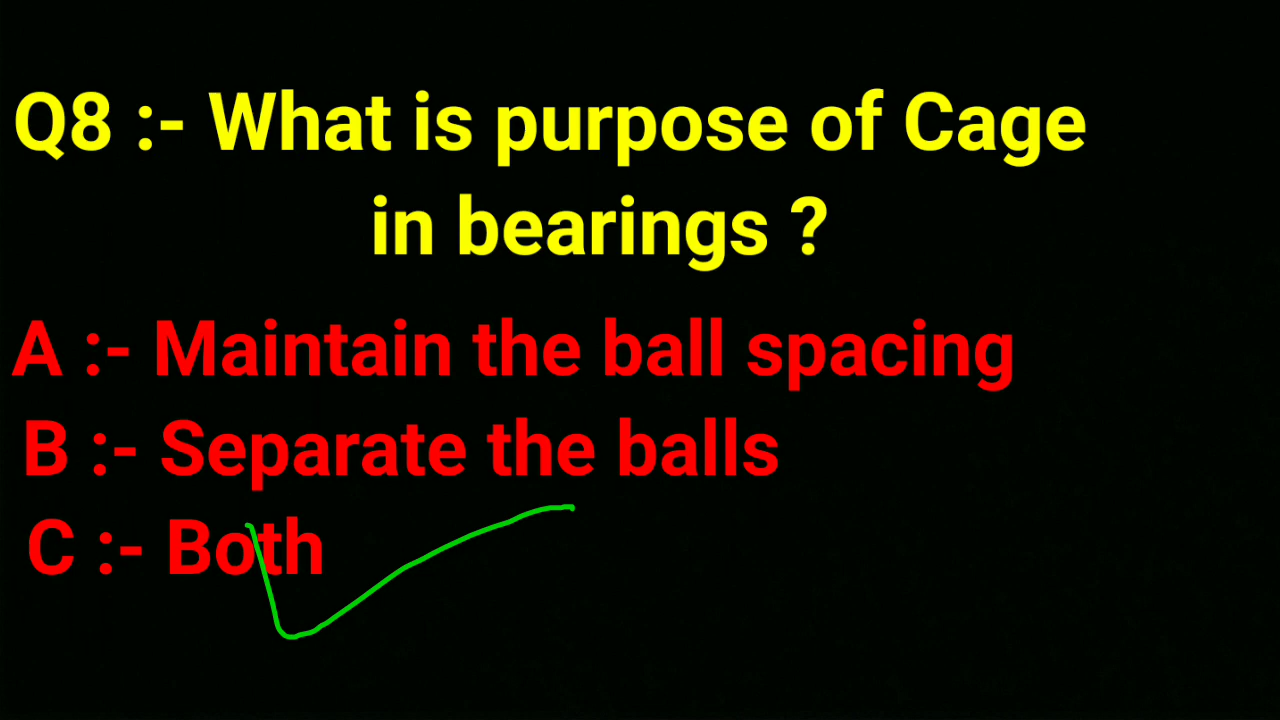 Q8 :- What is purpose of Cage
in bearings ?
A :- Maintain the ball spacing
B :- Separate the balls
C :- Both